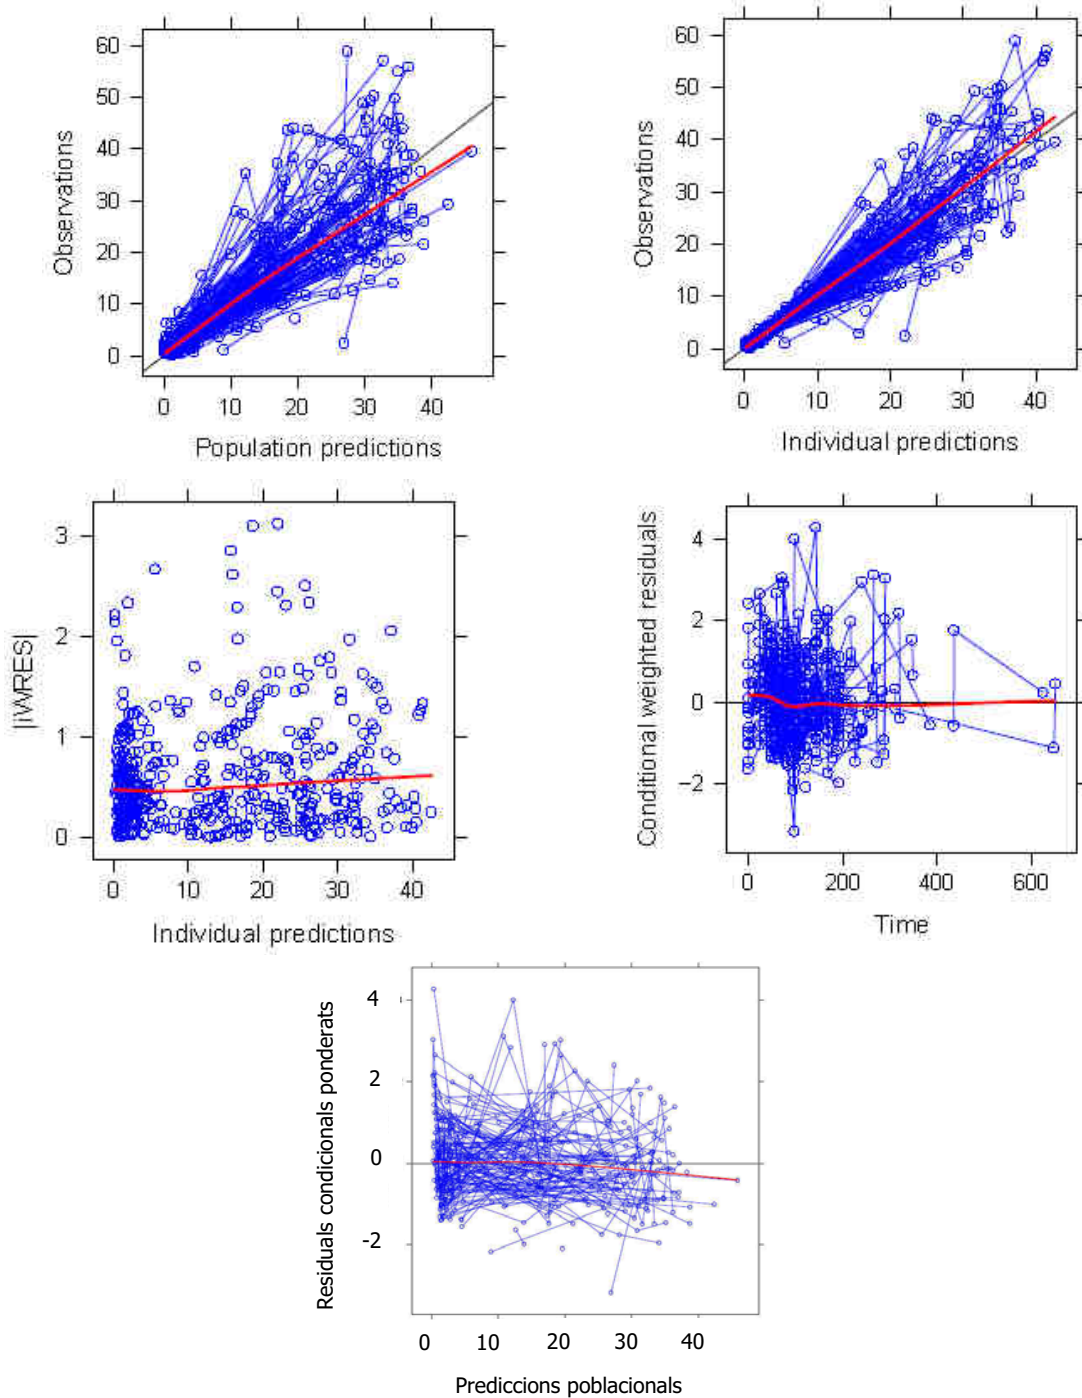 60
50
40
30
20
10
0
Observations
0 10 20 30 40
Population predictions
60
50
40
30
20
10
0
Observations
0 10 20 30 40
Individual predictions
3
2
1
0
|iWRES|
0 10 20 30 40
Individual predictions
4
2
0
-2
Conditional weighted residuals
0 200 400 600
Time
4
2
0
-2
Residuals condicionals ponderats
0 10 20 30 40
Prediccions poblacionals